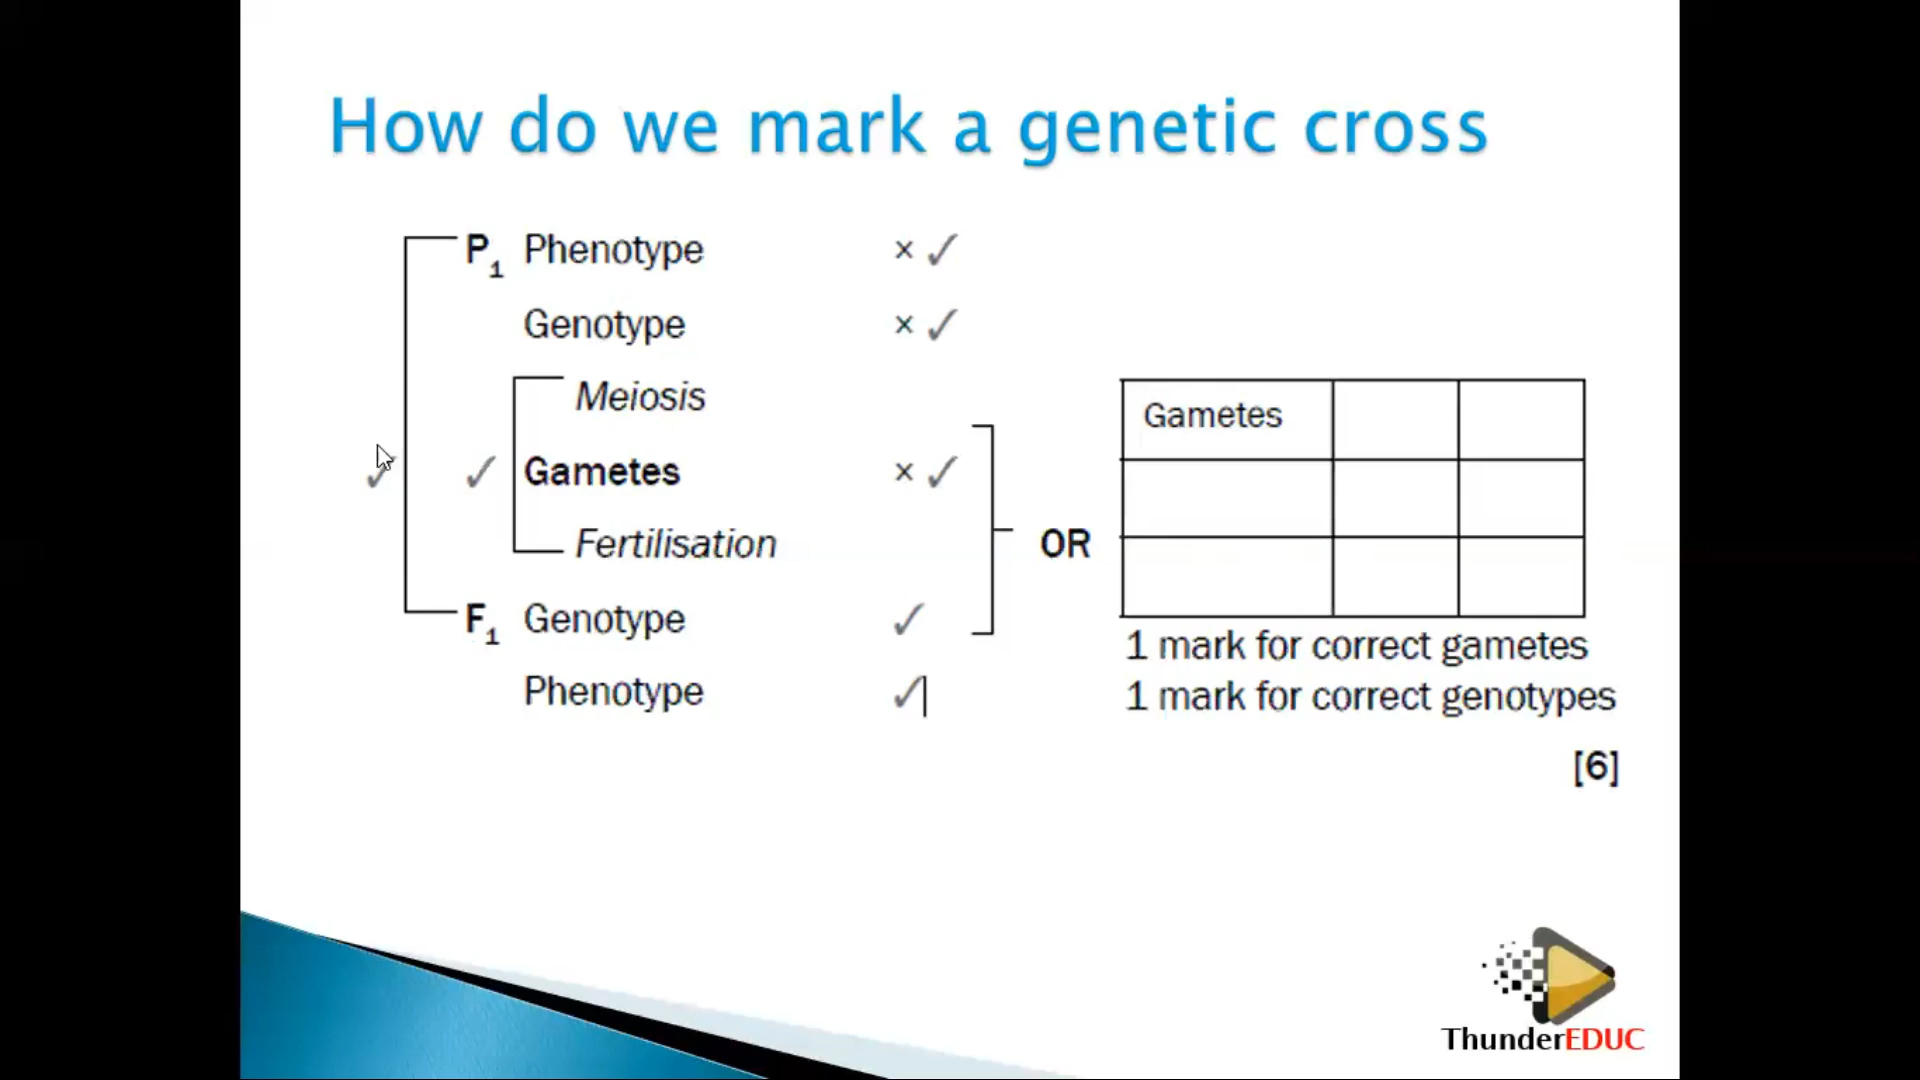 How do we mark a genetic cross
P₁ Phenotype × ✓
Genotype × ✓
Meiosis
✓ ✓ Gametes × ✓
Fertilisation
F₁ Genotype ✓
Phenotype ✓
OR
Gametes
1 mark for correct gametes
1 mark for correct genotypes
[6]
ThunderEDUC